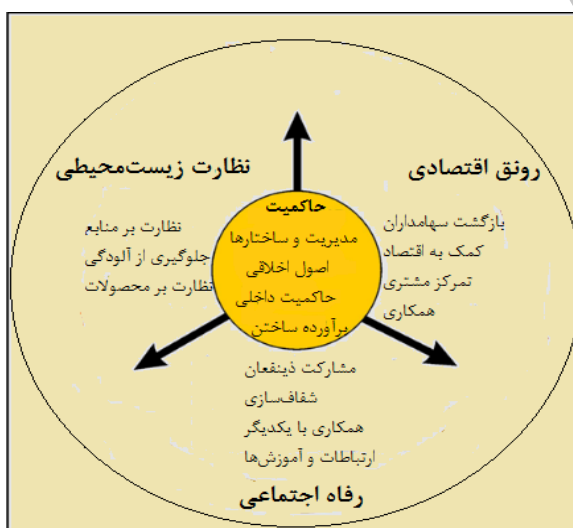 رونق اقتصادی
بازگشت سهامداران
کمک به اقتصاد
تمرکز مشتری
همکاری
نظارت زیست‌محیطی
نظارت بر منابع
جلوگیری از آلودگی
نظارت بر محصولات
حاکمیت
مدیریت و ساختارها
اصول اخلاقی
حاکمیت داخلی
برآورده ساختن
مشارکت ذینفعان
شفاف‌سازی
همکاری با یکدیگر
ارتباطات و آموزش‌ها
رفاه اجتماعی